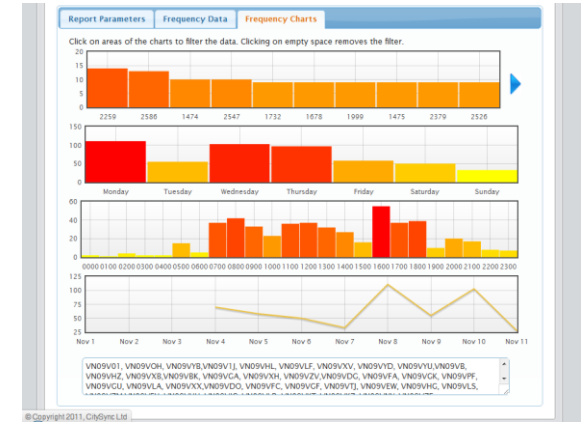 Report Parameters Frequency Data Frequency Charts
Click on areas of the charts to filter the data. Clicking on empty space removes the filter.
20
15
10
5
0
2259 2586 1474 2547 1732 1678 1999 1475 2379 2526
150
100
50
0
Monday Tuesday Wednesday Thursday Friday Saturday Sunday
60
40
20
0
0000 0100 0200 0300 0400 0500 0600 0700 0800 0900 1000 1100 1200 1300 1400 1500 1600 1700 1800 1900 2000 2100 2200 2300
125
100
75
50
25
Nov 1 Nov 2 Nov 3 Nov 4 Nov 5 Nov 6 Nov 7 Nov 8 Nov 9 Nov 10 Nov 11
VN09V01, VN09VOH, VN09VYB,VN09V1J, VN09VHL, VN09VLF, VN09VXV, VN09VYD, VN09VYU,VN09VB,
VN09VHZ, VN09VXB,VN09VBK, VN09VGA, VN09VXH, VN09VZV,VN09VDG, VN09VFA, VN09VGK, VN09VPF,
VN09VGU, VN09VLA, VN09VXX,VN09VDO, VN09VFC, VN09VGF, VN09VTJ, VN09VEW, VN09VHG, VN09VLS,
© Copyright 2011, CitySync Ltd